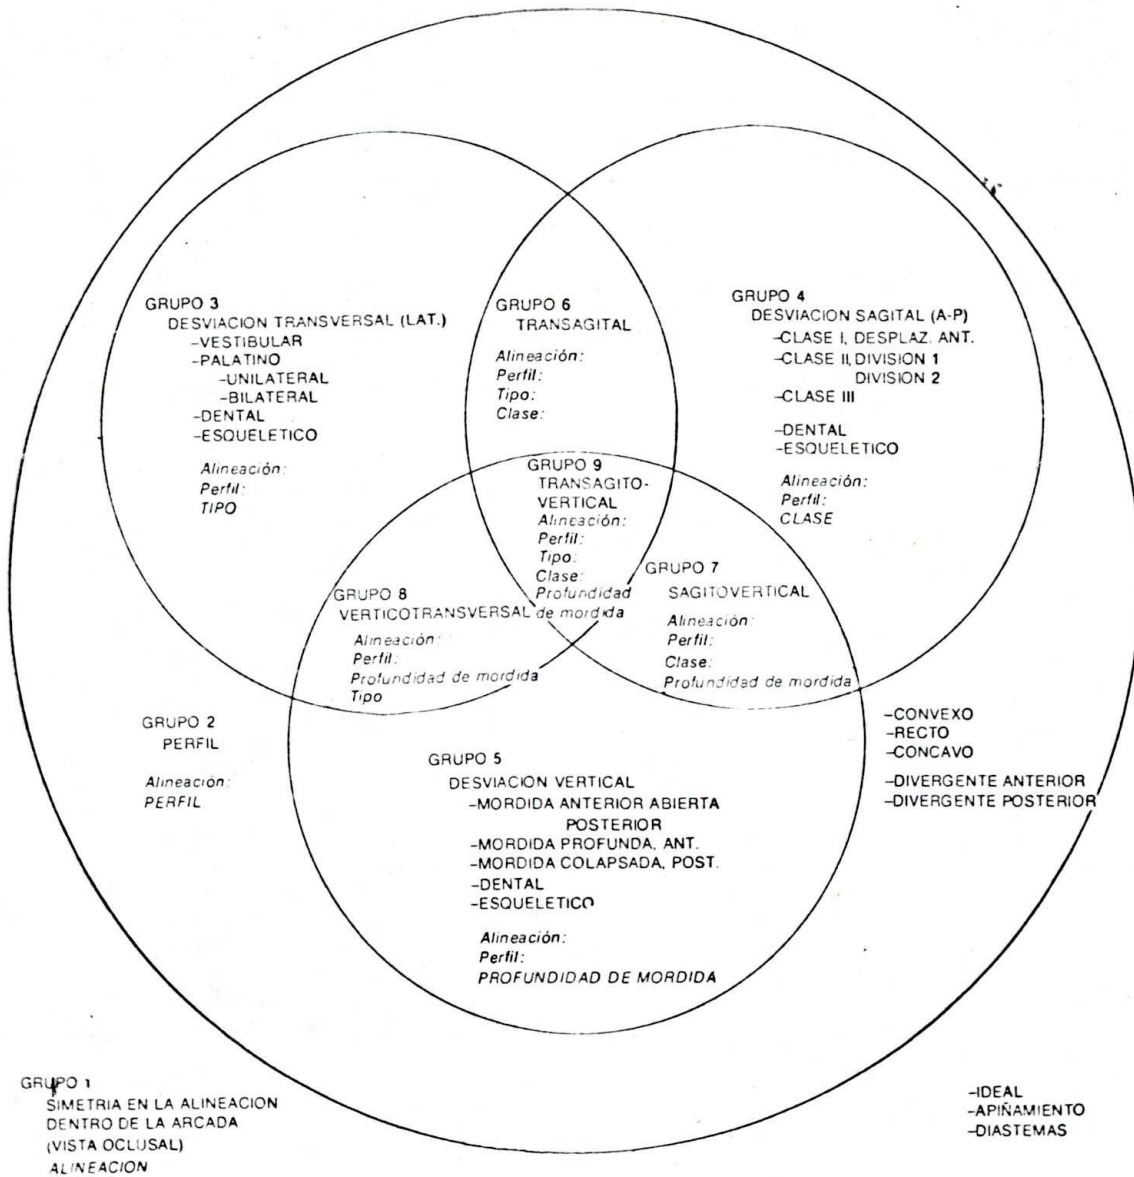 GRUPO 3
DESVIACION TRANSVERSAL (LAT.)
-VESTIBULAR
-PALATINO
-UNILATERAL
-BILATERAL
-DENTAL
-ESQUELETICO
Alineación:
Perfil:
TIPO
GRUPO 6
TRANSAGITAL
Alineación:
Perfil:
Tipo:
Clase:
GRUPO 4
DESVIACION SAGITAL (A-P)
-CLASE I, DESPLAZ. ANT.
-CLASE II, DIVISION 1
DIVISION 2
-CLASE III
-DENTAL
-ESQUELETICO
Alineación:
Perfil:
CLASE
GRUPO 9
TRANSAGITO-
VERTICAL
Alineación:
Perfil:
Tipo:
Clase:
Profundidad
de mordida
GRUPO 8
VERTICOTRANSVERSAL
Alineación:
Perfil:
Profundidad de mordida
Tipo
GRUPO 7
SAGITOVERTICAL
Alineación:
Perfil:
Clase:
Profundidad de mordida
GRUPO 2
PERFIL
Alineación:
PERFIL
-CONVEXO
-RECTO
-CONCAVO
-DIVERGENTE ANTERIOR
-DIVERGENTE POSTERIOR
GRUPO 5
DESVIACION VERTICAL
-MORDIDA ANTERIOR ABIERTA
POSTERIOR
-MORDIDA PROFUNDA, ANT.
-MORDIDA COLAPSADA, POST.
-DENTAL
-ESQUELETICO
Alineación:
Perfil:
PROFUNDIDAD DE MORDIDA
GRUPO 1
SIMETRIA EN LA ALINEACION
DENTRO DE LA ARCADA
(VISTA OCLUSAL)
ALINEACION
-IDEAL
-APIÑAMIENTO
-DIASTEMAS